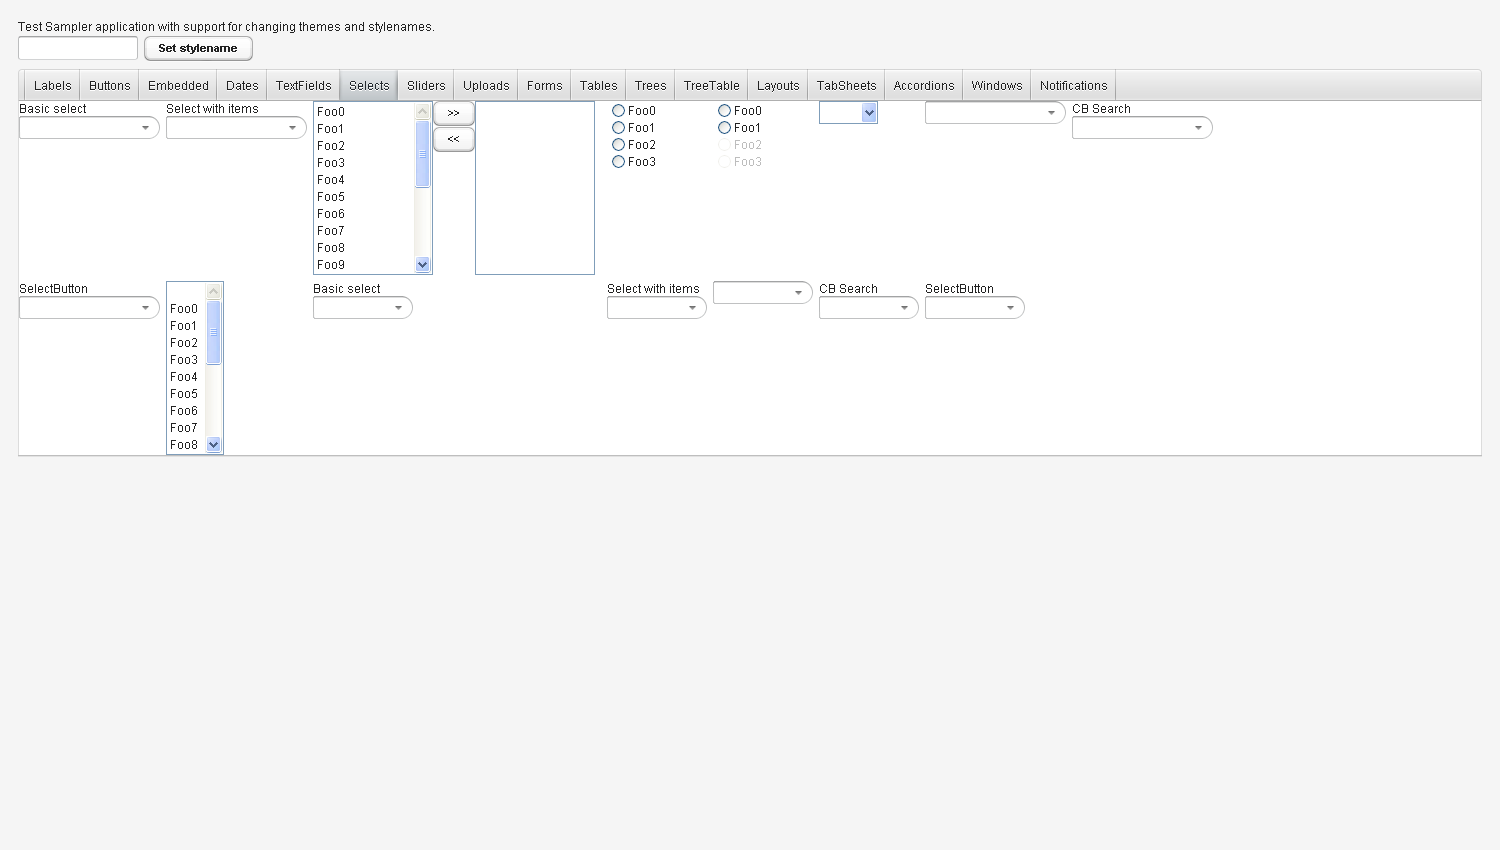 Test Sampler application with support for changing themes and stylenames.
Set stylename
Labels Buttons Embedded Dates TextFields Selects Sliders Uploads Forms Tables Trees TreeTable Layouts TabSheets Accordions Windows Notifications
Basic select
Select with items
Foo0
Foo1
Foo2
Foo3
Foo4
Foo5
Foo6
Foo7
Foo8
Foo9
>>
<<
Foo0
Foo1
Foo2
Foo3
Foo0
Foo1
Foo2
Foo3
CB Search
SelectButton
Foo0
Foo1
Foo2
Foo3
Foo4
Foo5
Foo6
Foo7
Foo8
Basic select
Select with items
CB Search
SelectButton